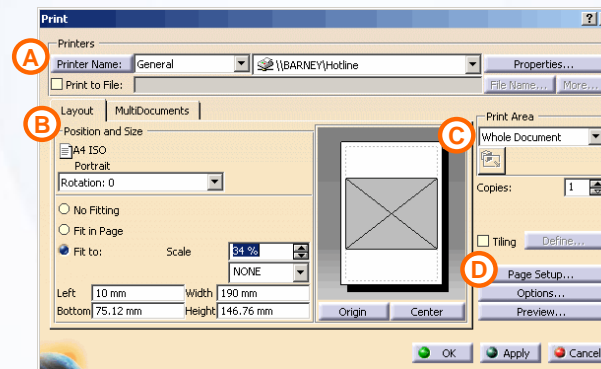 Print
?
Printers
A
Printer Name: General \\BARNEY\Hotline Properties...
Print to File: File Name... More...
Layout MultiDocuments
B
Position and Size
A4 ISO
Portrait
Rotation: 0
No Fitting
Fit in Page
Fit to: Scale 34 %
NONE
Left 10 mm Width 190 mm
Bottom 75.12 mm Height 146.76 mm
Origin Center
Print Area
C
Whole Document
Copies: 1
Tiling Define...
D
Page Setup...
Options...
Preview...
OK Apply Cancel